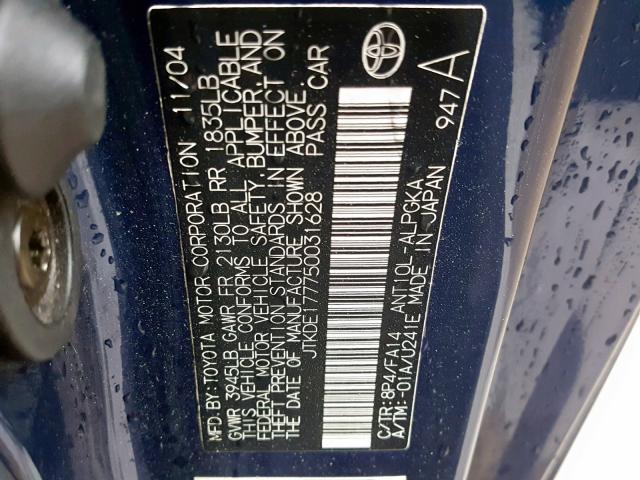 MFD.BY:TOYOTA MOTOR CORPORATION 11/04
GVWR 3945LB GAWR FR 2130LB RR 1835LB
THIS VEHICLE CONFORMS TO ALL APPLICABLE
FEDERAL MOTOR VEHICLE SAFETY, BUMPER, AND
THEFT PREVENTION STANDARDS IN EFFECT ON
THE DATE OF MANUFACTURE SHOWN ABOVE.
JTKDE177750031628 PASS CAR
C/TR:8P4/FA14 ANT10L-ALPGKA 947A
A/TM:-01A/U241E MADE IN JAPAN